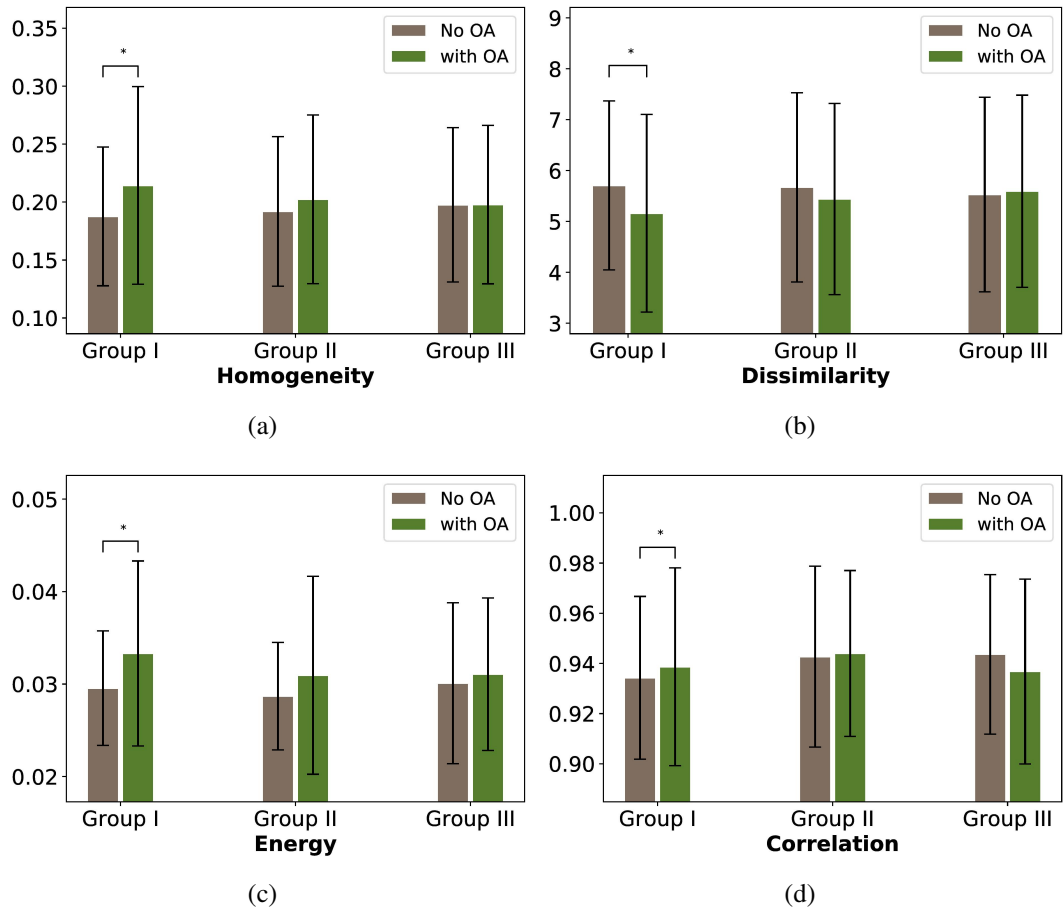 0.35
0.30
0.25
0.20
0.15
0.10
*
No OA
with OA
Group I
Group II
Group III
Homogeneity
(a)
9
8
7
6
5
4
3
*
No OA
with OA
Group I
Group II
Group III
Dissimilarity
(b)
0.05
0.04
0.03
0.02
*
No OA
with OA
Group I
Group II
Group III
Energy
(c)
1.00
0.98
0.96
0.94
0.92
0.90
*
No OA
with OA
Group I
Group II
Group III
Correlation
(d)